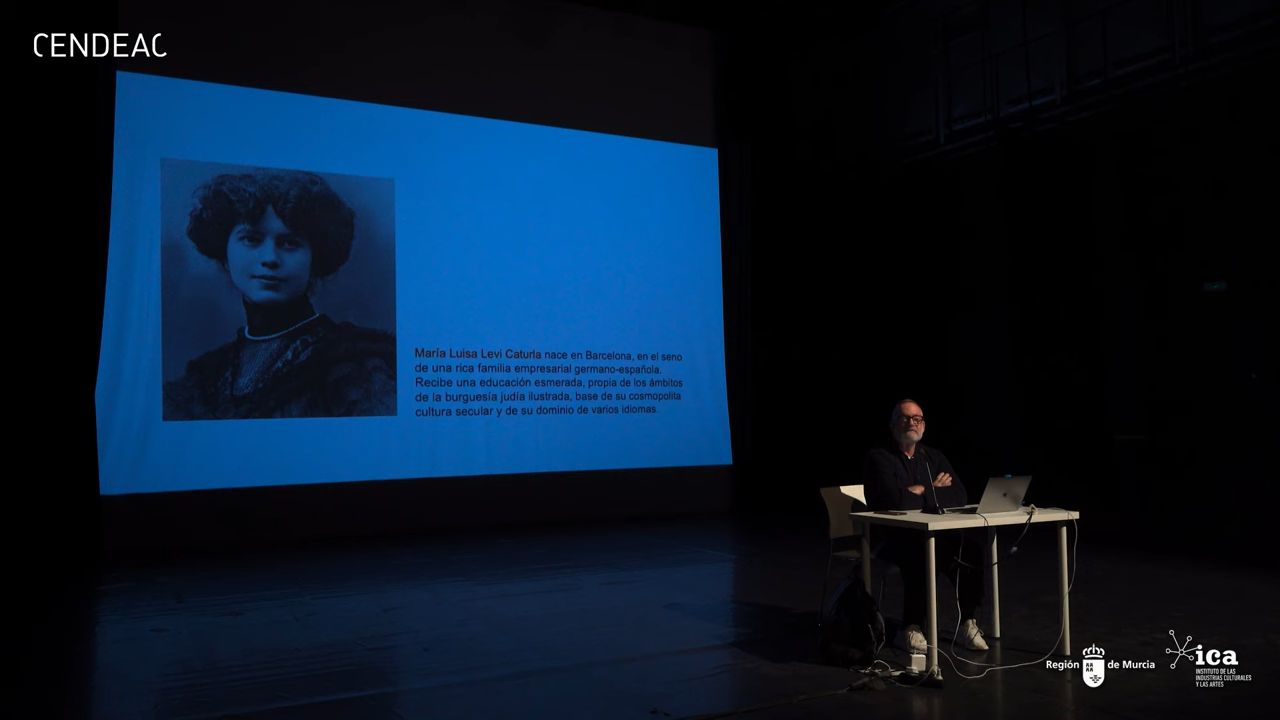 CENDEAC
María Luisa Levi Caturla nace en Barcelona, en el seno
de una rica familia empresarial germano-española.
Recibe una educación esmerada, propia de los ámbitos
de la burguesía judía ilustrada, base de su cosmopolita
cultura secular y de su dominio de varios idiomas.
Región de Murcia
ica
INSTITUTO DE LAS
INDUSTRIAS CULTURALES
Y LAS ARTES